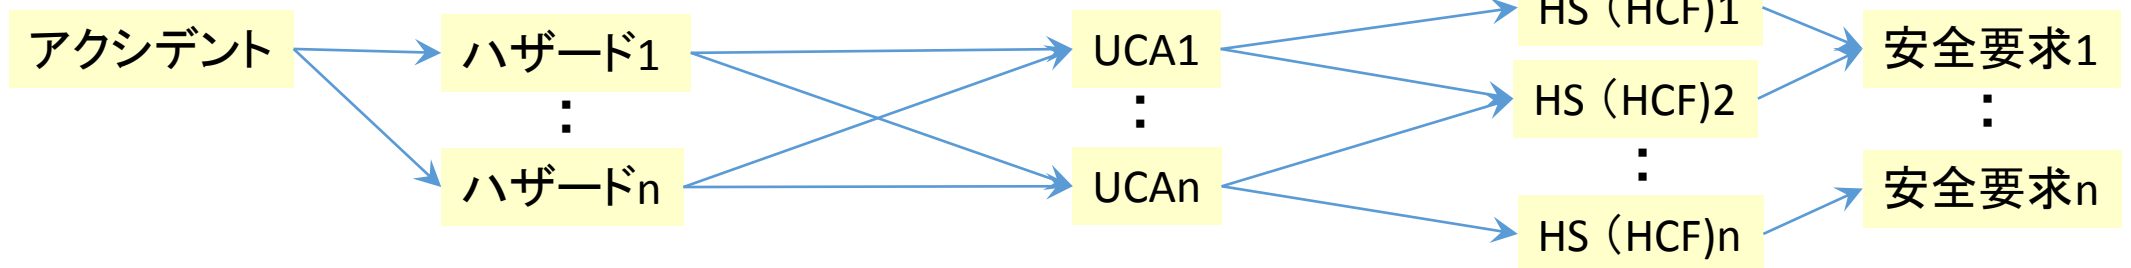 アクシデント
ハザード1
：
ハザードn
UCA1
：
UCAn
HS（HCF)1
HS（HCF)2
：
HS（HCF)n
安全要求1
：
安全要求n